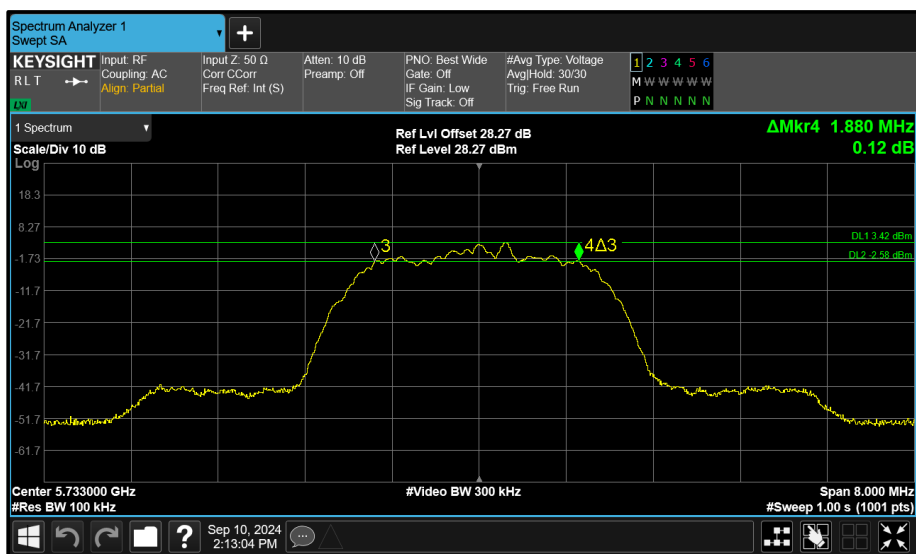 Spectrum Analyzer 1
Swept SA
KEYSIGHT
R L T
LXI
Input: RF
Coupling: AC
Align: Partial
Input Z: 50 Ω
Corr CCorr
Freq Ref: Int (S)
Atten: 10 dB
Preamp: Off
PNO: Best Wide
Gate: Off
IF Gain: Low
Sig Track: Off
#Avg Type: Voltage
Avg|Hold: 30/30
Trig: Free Run
1 2 3 4 5 6
M W W W W W
P N N N N N
1 Spectrum
Scale/Div 10 dB
Ref Lvl Offset 28.27 dB
Ref Level 28.27 dBm
ΔMkr4 1.880 MHz
0.12 dB
Log
18.3
8.27
-1.73
-11.7
-21.7
-31.7
-41.7
-51.7
-61.7
3
4Δ3
DL1 3.42 dBm
DL2 -2.58 dBm
Center 5.733000 GHz
#Res BW 100 kHz
#Video BW 300 kHz
Span 8.000 MHz
#Sweep 1.00 s (1001 pts)
?
Sep 10, 2024
2:13:04 PM